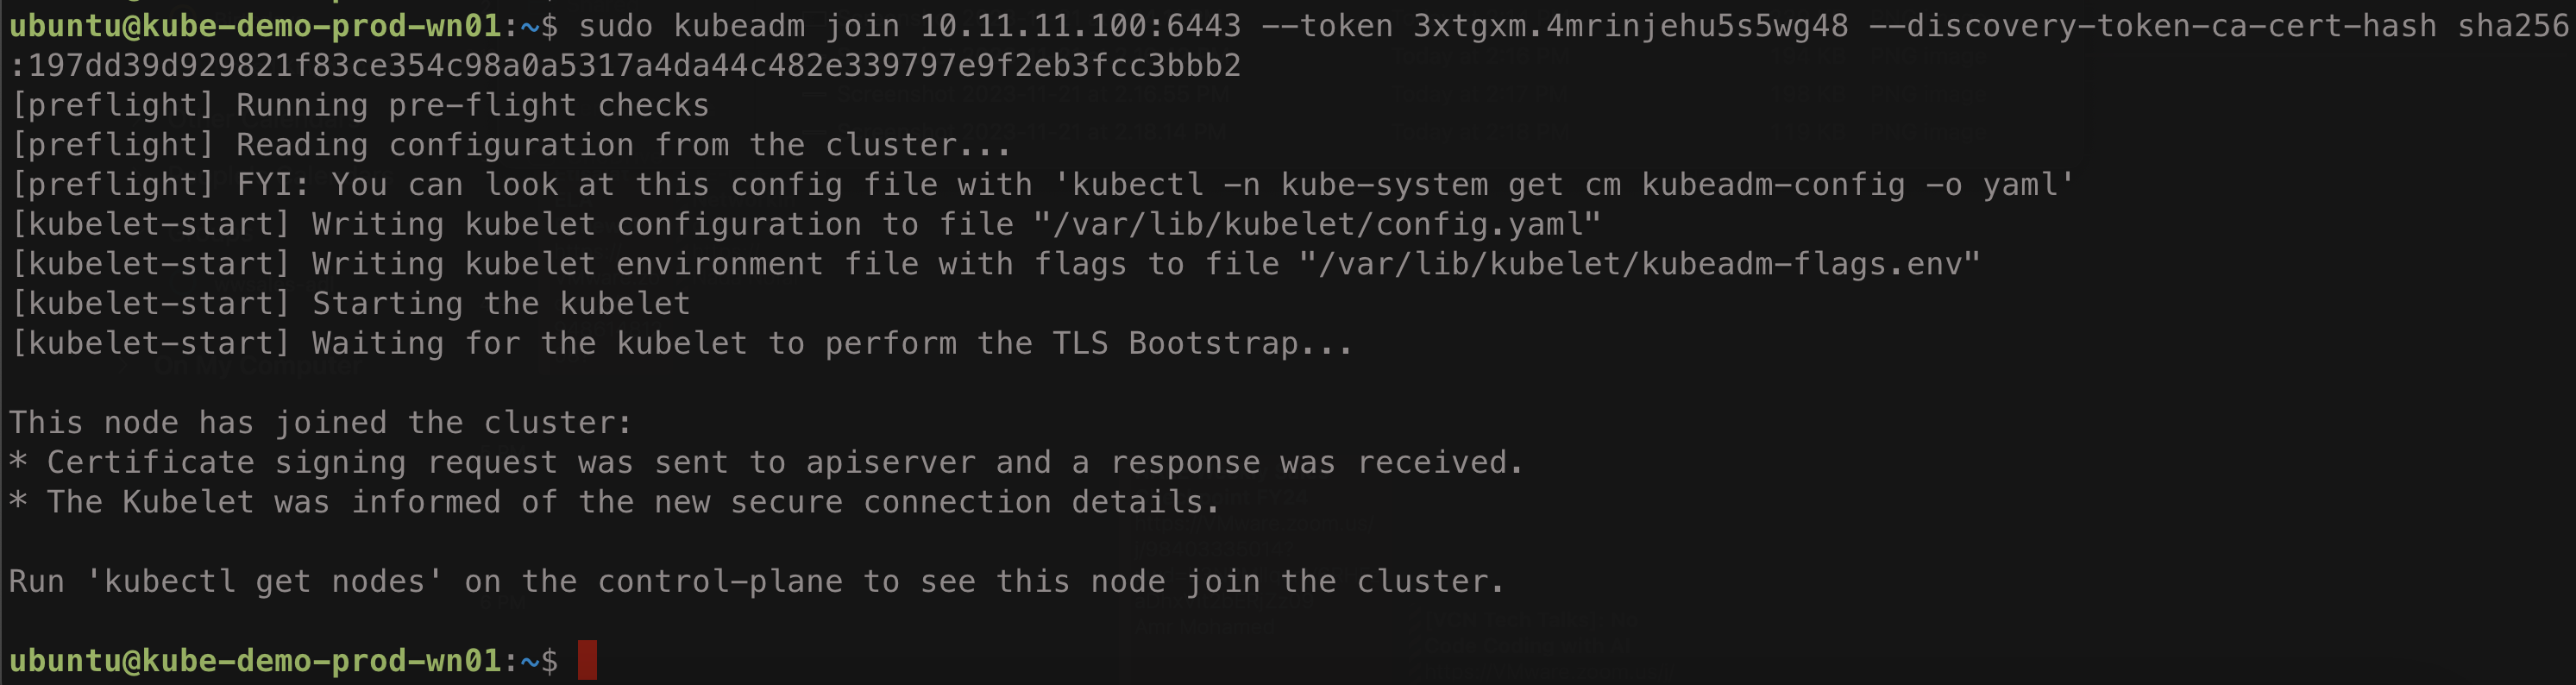 ubuntu@kube-demo-prod-wn01:~$ sudo kubeadm join 10.11.11.100:6443 --token 3xtgxm.4mrinjehu5s5wg48 --discovery-token-ca-cert-hash sha256
:197dd39d929821f83ce354c98a0a5317a4da44c482e339797e9f2eb3fcc3bbb2
[preflight] Running pre-flight checks
[preflight] Reading configuration from the cluster...
[preflight] FYI: You can look at this config file with 'kubectl -n kube-system get cm kubeadm-config -o yaml'
[kubelet-start] Writing kubelet configuration to file "/var/lib/kubelet/config.yaml"
[kubelet-start] Writing kubelet environment file with flags to file "/var/lib/kubelet/kubeadm-flags.env"
[kubelet-start] Starting the kubelet
[kubelet-start] Waiting for the kubelet to perform the TLS Bootstrap...
On My Computer
This node has joined the cluster:
* Certificate signing request was sent to apiserver and a response was received.
* The Kubelet was informed of the new secure connection details.
Run 'kubectl get nodes' on the control-plane to see this node join the cluster.
ubuntu@kube-demo-prod-wn01:~$